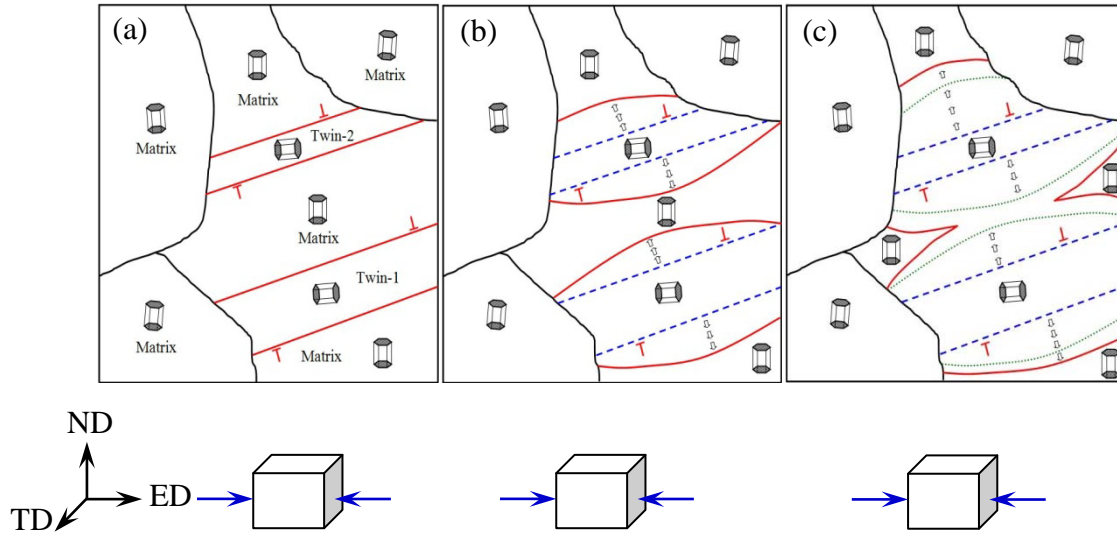 (a)
Matrix
Matrix
Matrix
Twin-2
Matrix
Twin-1
Matrix
Matrix
(b)
(c)
ND
ED
TD